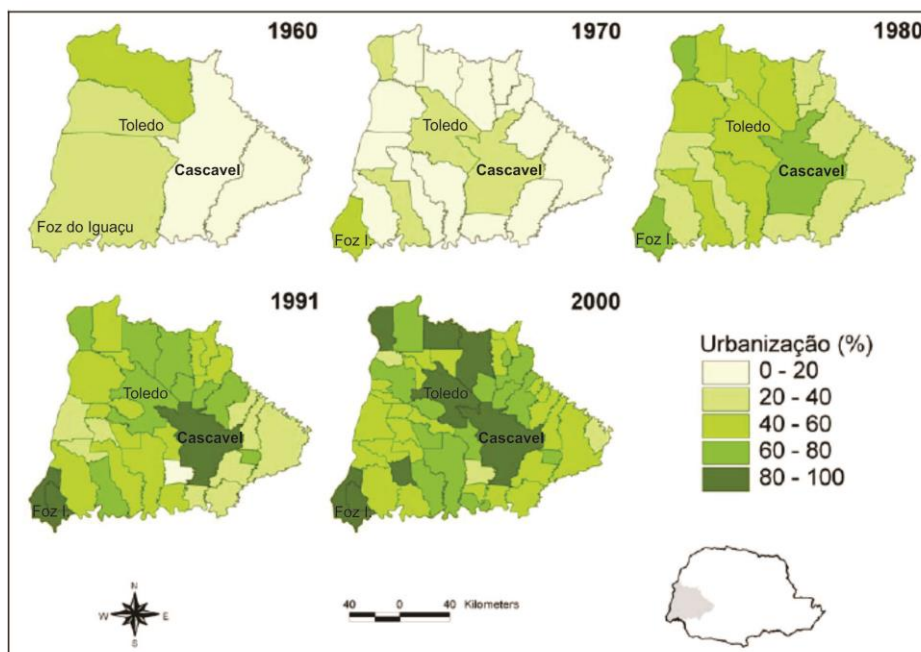 1960
Toledo
Cascavel
Foz do Iguaçu
1970
Toledo
Cascavel
Foz I.
1980
Toledo
Cascavel
Foz I.
1991
Toledo
Cascavel
Foz I.
2000
Toledo
Cascavel
Foz I.
Urbanização (%)
0 - 20
20 - 40
40 - 60
60 - 80
80 - 100
N
W E
S
40 0 40 Kilometers